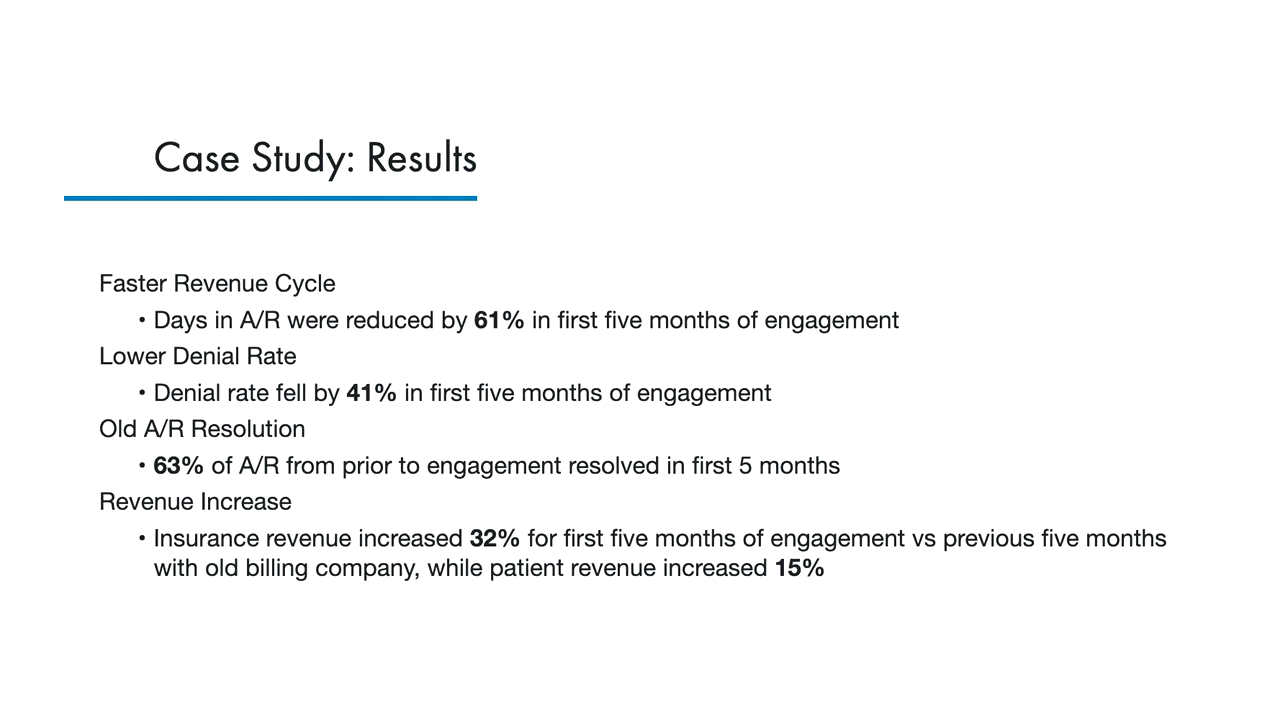 Case Study: Results
Faster Revenue Cycle
• Days in A/R were reduced by 61% in first five months of engagement
Lower Denial Rate
• Denial rate fell by 41% in first five months of engagement
Old A/R Resolution
• 63% of A/R from prior to engagement resolved in first 5 months
Revenue Increase
• Insurance revenue increased 32% for first five months of engagement vs previous five months
with old billing company, while patient revenue increased 15%